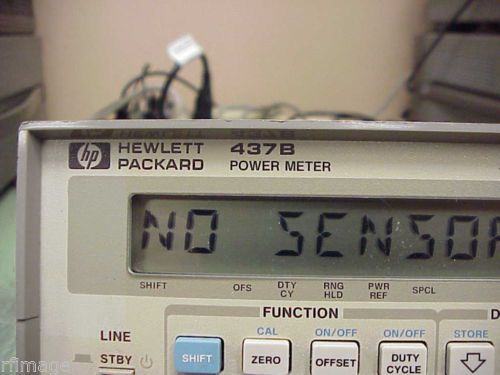 hp HEWLETT PACKARD 437B POWER METER
NO SENSOR
SHIFT OFS DTY CY RNG HLD PWR REF SPCL
FUNCTION D
LINE CAL ON/OFF ON/OFF STORE
STBY SHIFT ZERO OFFSET DUTY CYCLE
rfimage
rfimage